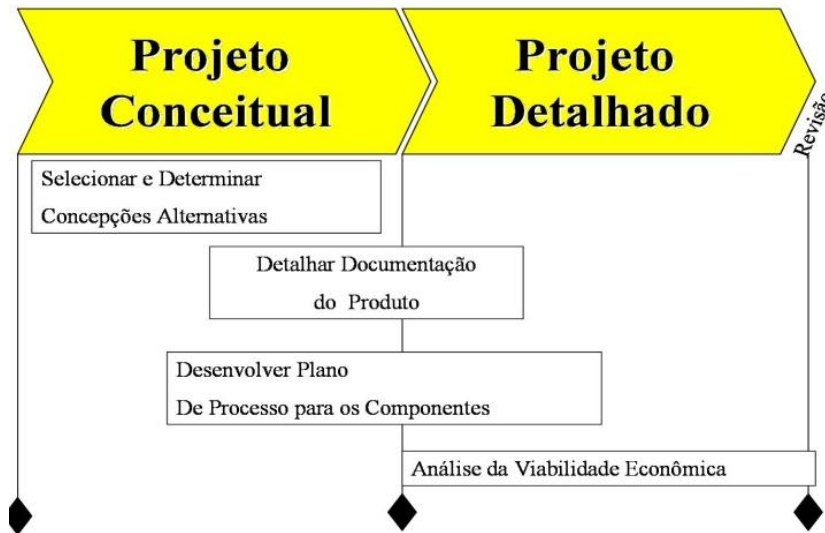 Projeto
Conceitual
Projeto
Detalhado
Revisão
Selecionar e Determinar
Concepções Alternativas
Detalhar Documentação
do Produto
Desenvolver Plano
De Processo para os Componentes
Análise da Viabilidade Econômica